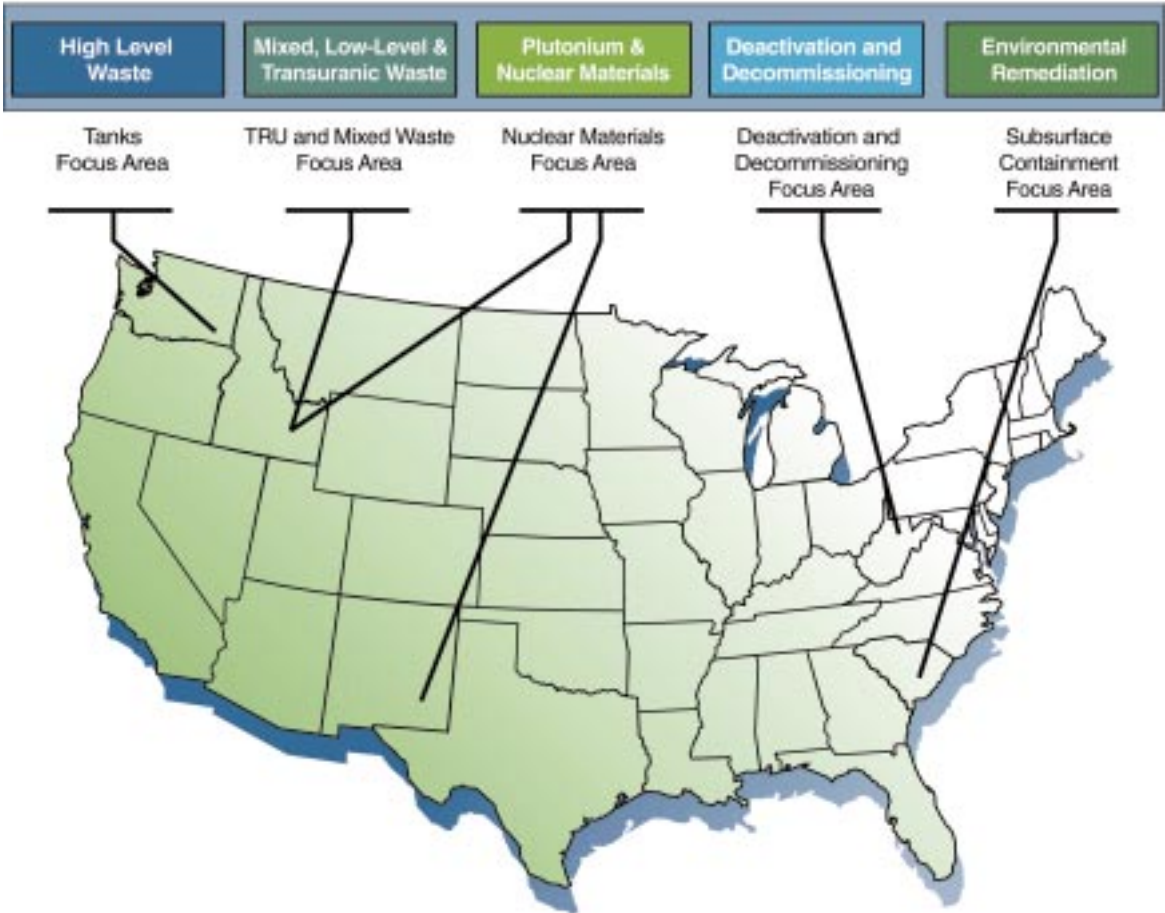 High Level
Waste
Mixed, Low-Level &
Transuranic Waste
Plutonium &
Nuclear Materials
Deactivation and
Decommissioning
Environmental
Remediation
Tanks
Focus Area
TRU and Mixed Waste
Focus Area
Nuclear Materials
Focus Area
Deactivation and
Decommissioning
Focus Area
Subsurface
Containment
Focus Area